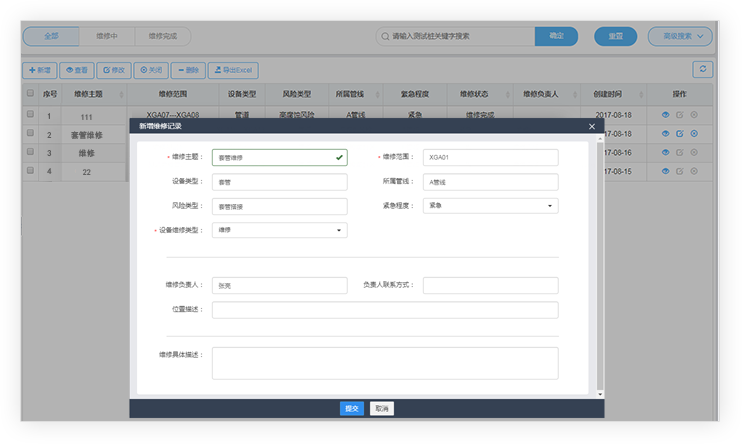 全部 维修中 维修完成 请输入测试桩关键字搜索 确定 重置 高级搜索
新增 查看 修改 关闭 删除 导出Excel
序号 维修主题 维修范围 设备类型 风险类型 所属管线 紧急程度 维修状态 维修负责人 创建时间 操作
1 111 XGA07—XGA08 管道 高腐蚀风险 A管线 紧急 维修完成 2017-08-18
2 套管维修 017-08-18
3 维修 017-08-16
4 22 017-08-15
新增维修记录
* 维修主题： 套管维修 * 维修范围： XGA01
设备类型： 套管 所属管线： A管线
风险类型： 套管搭接 紧急程度： 紧急
* 设备维修类型： 维修
维修负责人： 张亮 负责人联系方式：
位置描述：
维修具体描述：
提交 取消